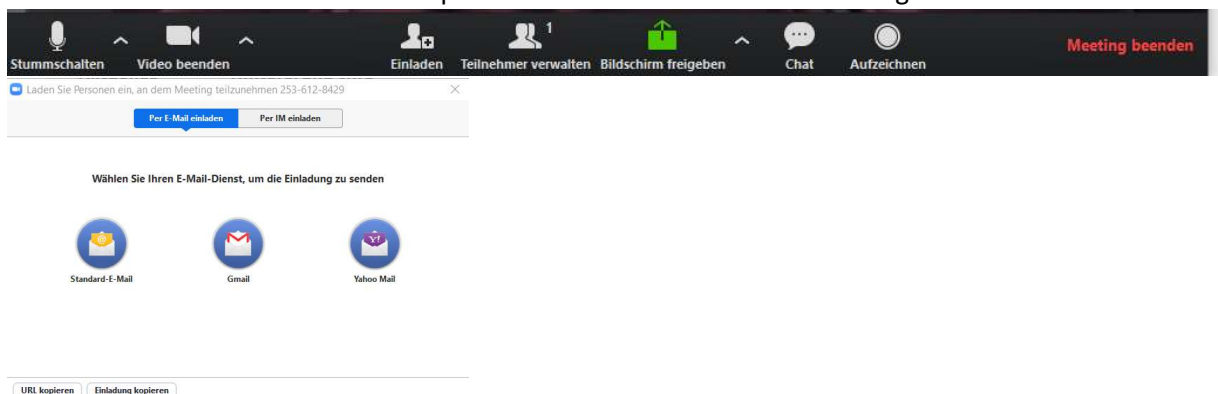 1
Stummschalten Video beenden Einladen Teilnehmer verwalten Bildschirm freigeben Chat Aufzeichnen Meeting beenden
Laden Sie Personen ein, an dem Meeting teilzunehmen 253-612-8429
Per E-Mail einladen Per IM einladen
Wählen Sie Ihren E-Mail-Dienst, um die Einladung zu senden
Standard-E-Mail Gmail Yahoo Mail
URL kopieren Einladung kopieren